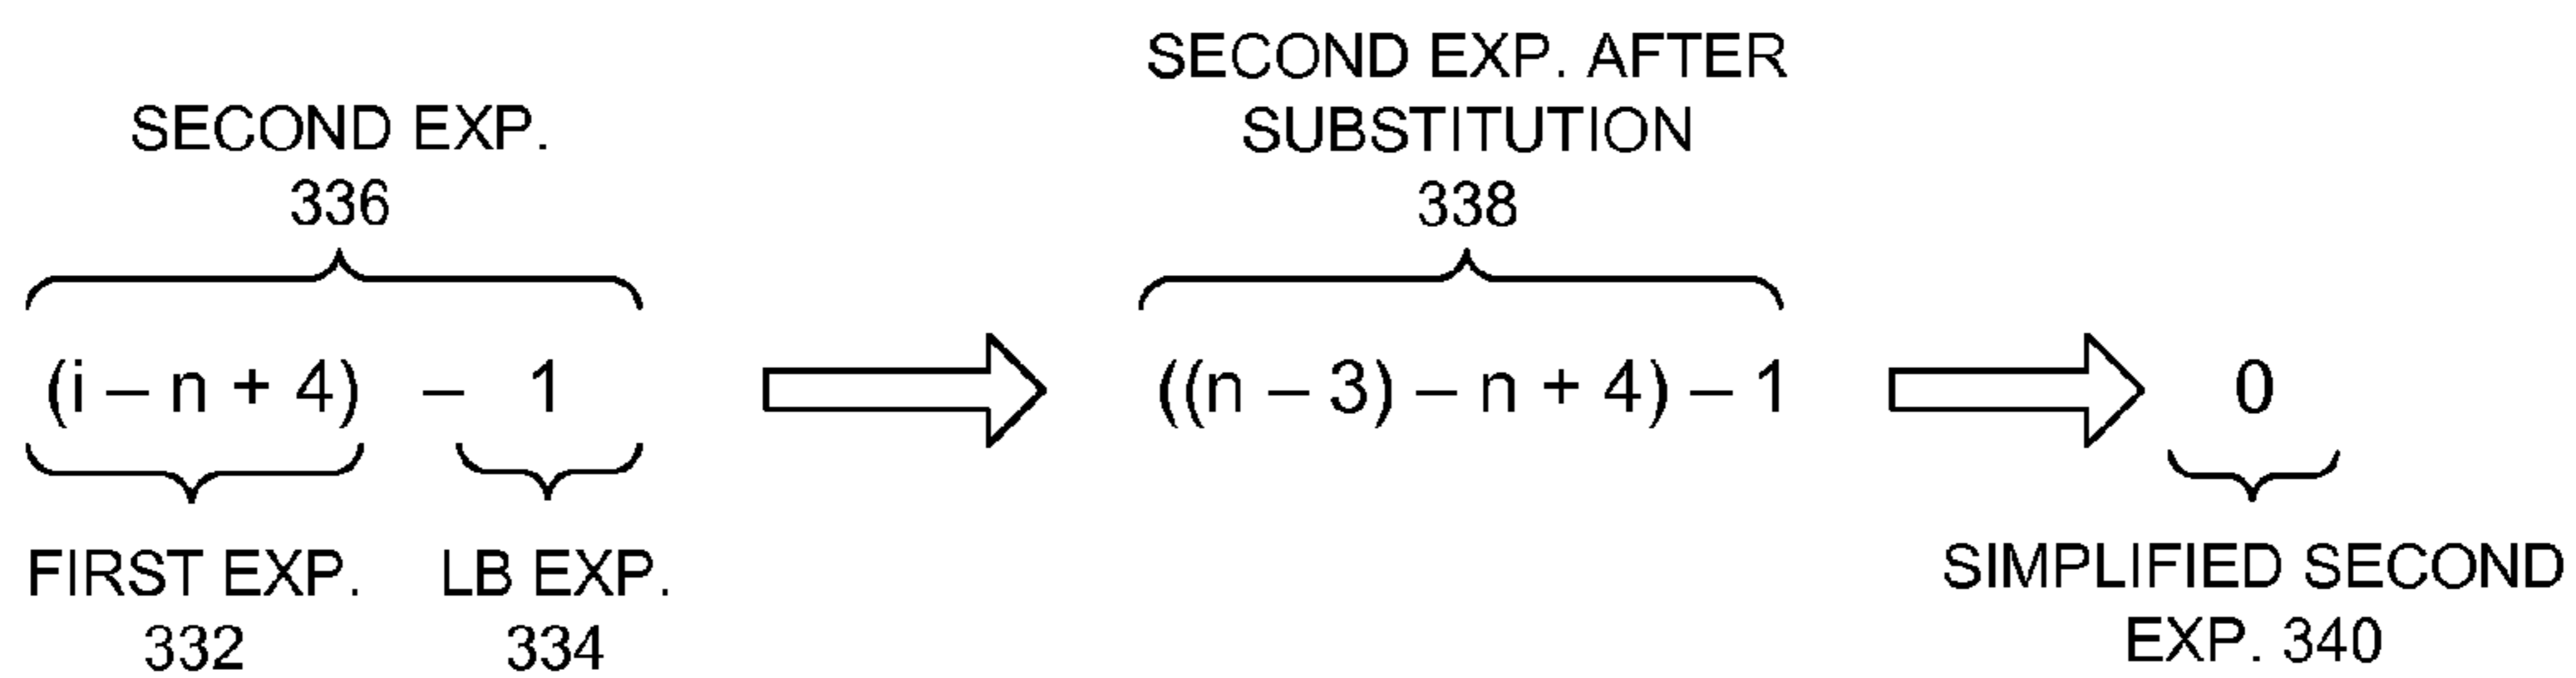 SECOND EXP.
336
(i – n + 4) – 1
FIRST EXP.
332
LB EXP.
334
SECOND EXP. AFTER
SUBSTITUTION
338
((n – 3) – n + 4) – 1
0
SIMPLIFIED SECOND
EXP. 340